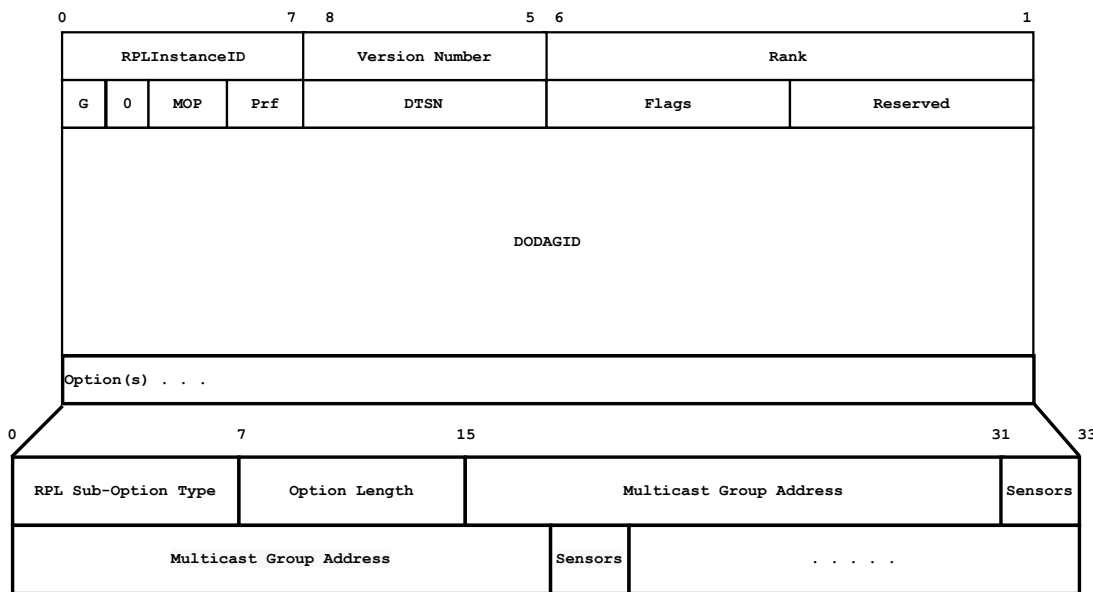 0 7 8 5 6 1
RPLInstanceID Version Number Rank
G 0 MOP Prf DTSN Flags Reserved
DODAGID
Option(s) . . .
0 7 15 31 33
RPL Sub-Option Type Option Length Multicast Group Address Sensors
Multicast Group Address Sensors . . . . .